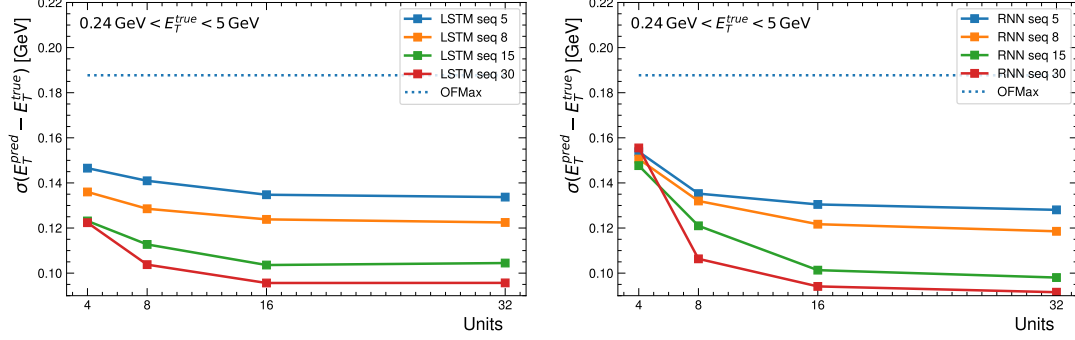 0.22
0.20
0.18
0.16
0.14
0.12
0.10
σ(E_T^pred − E_T^true) [GeV]
0.24 GeV < E_T^true < 5 GeV
LSTM seq 5
LSTM seq 8
LSTM seq 15
LSTM seq 30
OFMax
4 8 16 32
Units
0.22
0.20
0.18
0.16
0.14
0.12
0.10
σ(E_T^pred − E_T^true) [GeV]
0.24 GeV < E_T^true < 5 GeV
RNN seq 5
RNN seq 8
RNN seq 15
RNN seq 30
OFMax
4 8 16 32
Units